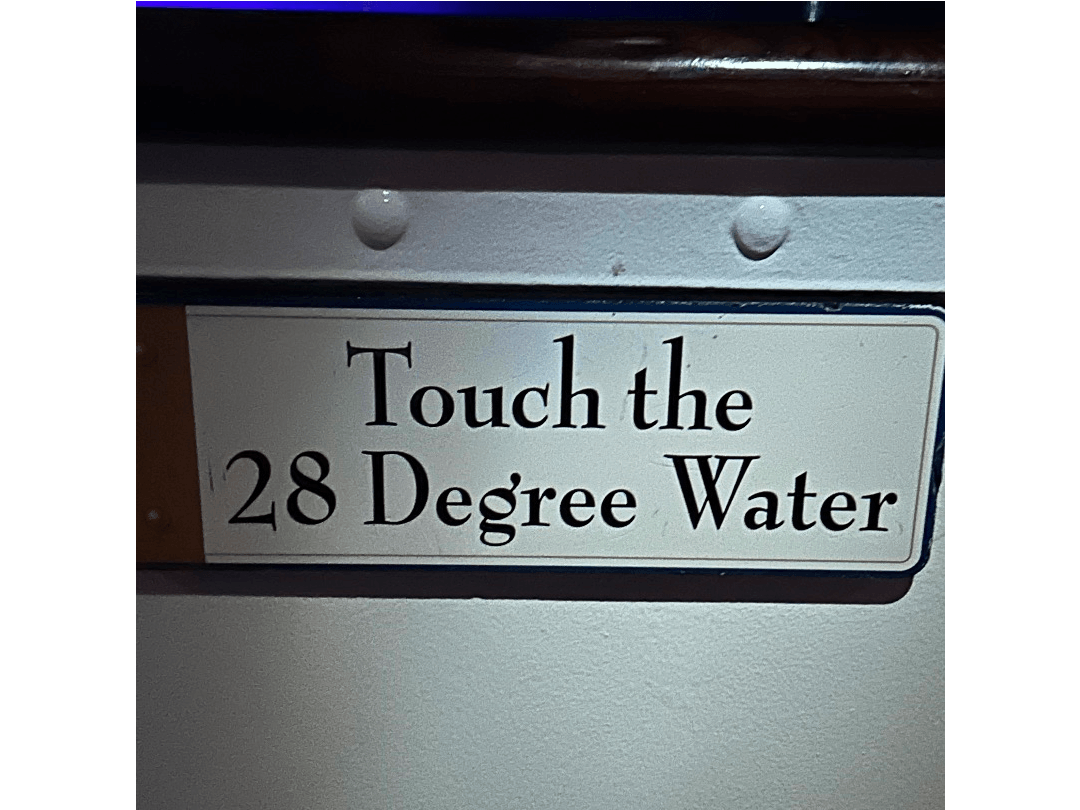 Touch the
28 Degree Water